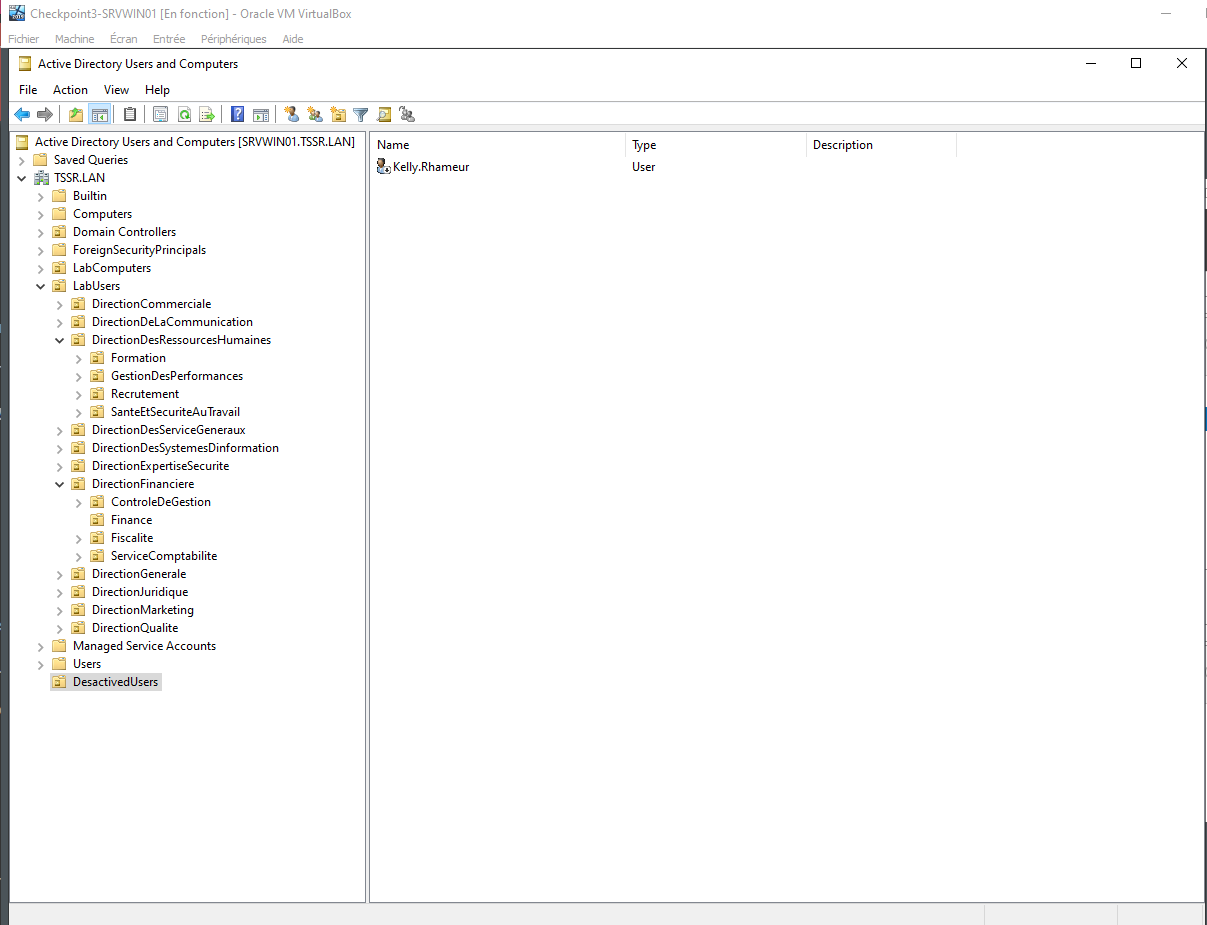 Checkpoint3-SRVWIN01 [En fonction] - Oracle VM VirtualBox
Fichier Machine Écran Entrée Périphériques Aide
Active Directory Users and Computers
File Action View Help
Active Directory Users and Computers [SRVWIN01.TSSR.LAN]
Saved Queries
TSSR.LAN
Builtin
Computers
Domain Controllers
ForeignSecurityPrincipals
LabComputers
LabUsers
DirectionCommerciale
DirectionDeLaCommunication
DirectionDesRessourcesHumaines
Formation
GestionDesPerformances
Recrutement
SanteEtSecuriteAuTravail
DirectionDesServiceGeneraux
DirectionDesSystemesDinformation
DirectionExpertiseSecurite
DirectionFinanciere
ControleDeGestion
Finance
Fiscalite
ServiceComptabilite
DirectionGenerale
DirectionJuridique
DirectionMarketing
DirectionQualite
Managed Service Accounts
Users
DesactivedUsers
Name Type Description
Kelly.Rhameur User